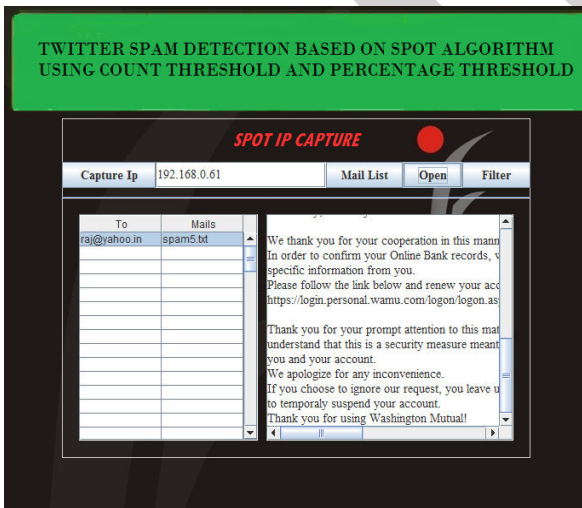 TWITTER SPAM DETECTION BASED ON SPOT ALGORITHM
USING COUNT THRESHOLD AND PERCENTAGE THRESHOLD
SPOT IP CAPTURE
Capture Ip 192.168.0.61 Mail List Open Filter
To Mails
raj@yahoo.in spam5.txt
We thank you for your cooperation in this mann
In order to confirm your Online Bank records, w
specific information from you.
Please follow the link below and renew your acc
https://login.personal.wamu.com/logon/logon.as
Thank you for your prompt attention to this mat
understand that this is a security measure meant
you and your account.
We apologize for any inconvenience.
If you choose to ignore our request, you leave u
to temporaly suspend your account.
Thank you for using Washington Mutual!